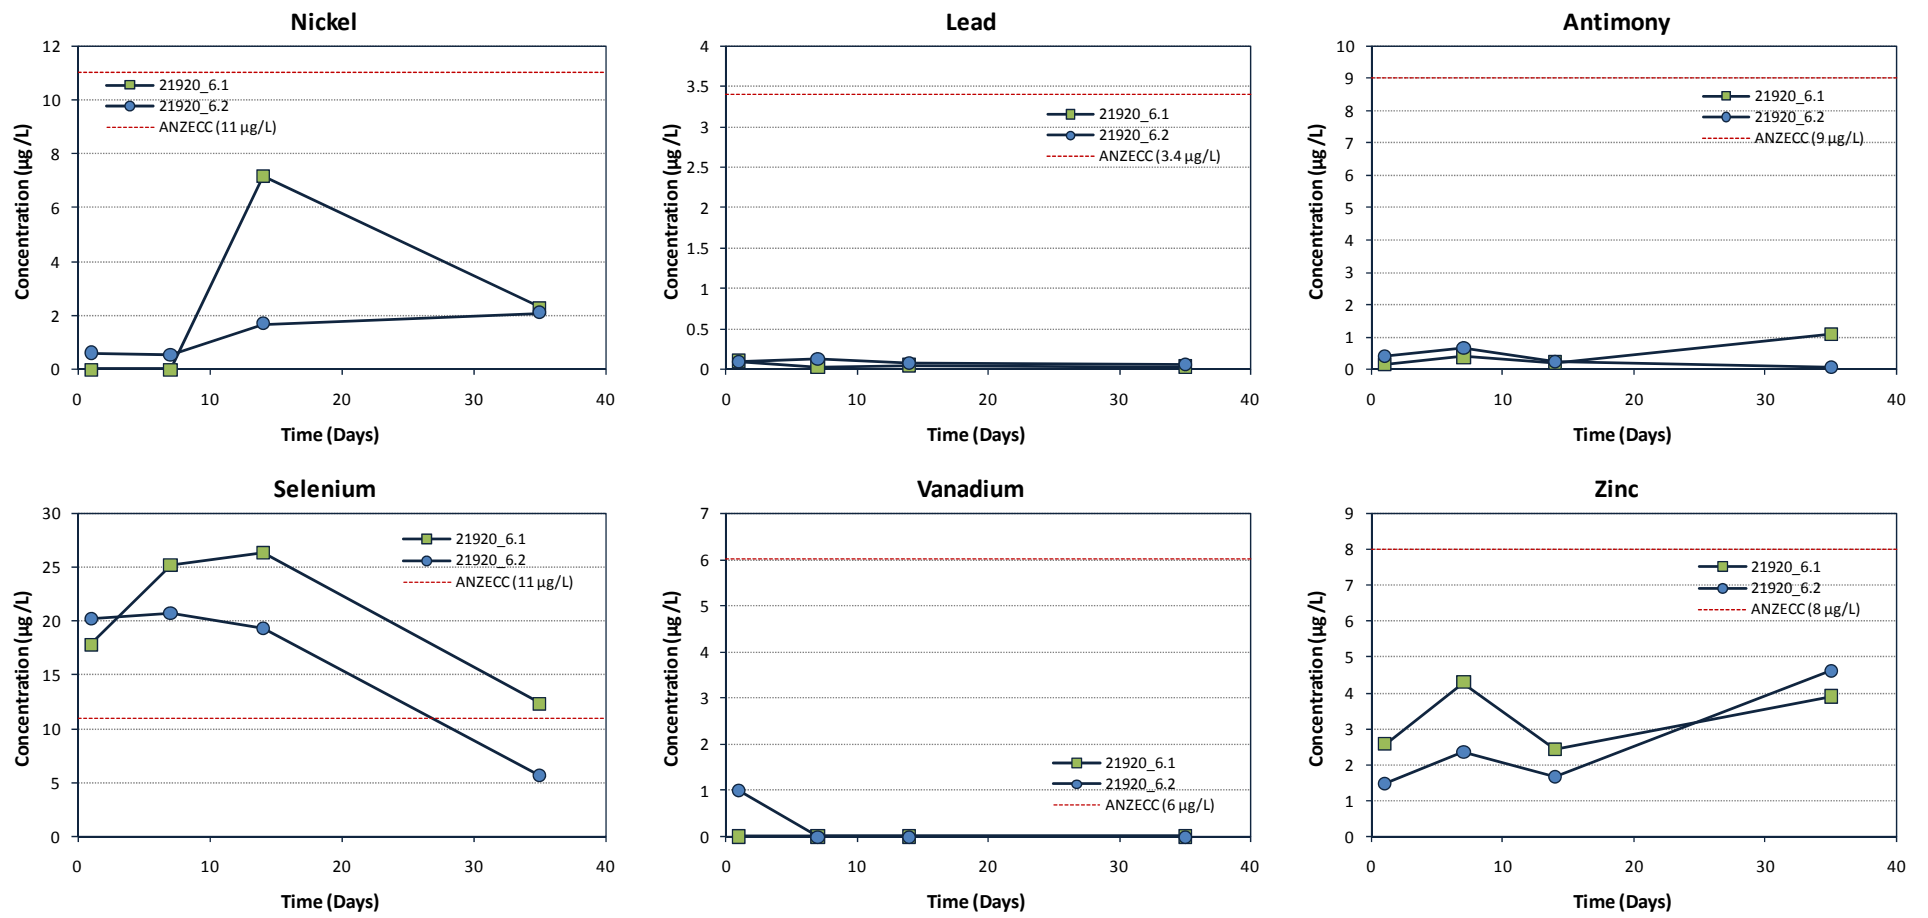 Nickel
Concentration (µg /L)
12
10
8
6
4
2
0
21920_6.1
21920_6.2
ANZECC (11 µg/L)
0 10 20 30 40
Time (Days)
Lead
Concentration (µg /L)
4
3.5
3
2.5
2
1.5
1
0.5
0
21920_6.1
21920_6.2
ANZECC (3.4 µg/L)
0 10 20 30 40
Time (Days)
Antimony
Concentration (µg /L)
10
9
8
7
6
5
4
3
2
1
0
21920_6.1
21920_6.2
ANZECC (9 µg/L)
0 10 20 30 40
Time (Days)
Selenium
Concentration (µg /L)
30
25
20
15
10
5
0
21920_6.1
21920_6.2
ANZECC (11 µg/L)
0 10 20 30 40
Time (Days)
Vanadium
Concentration (µg /L)
7
6
5
4
3
2
1
0
21920_6.1
21920_6.2
ANZECC (6 µg/L)
0 10 20 30 40
Time (Days)
Zinc
Concentration (µg /L)
9
8
7
6
5
4
3
2
1
0
21920_6.1
21920_6.2
ANZECC (8 µg/L)
0 10 20 30 40
Time (Days)